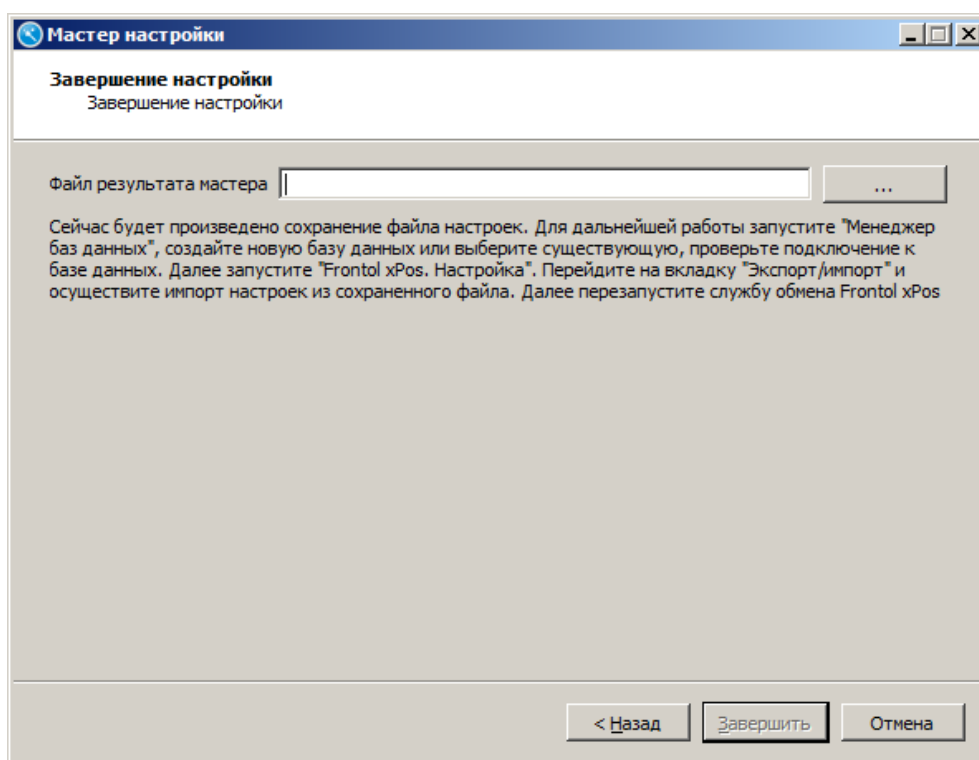 Мастер настройки
Завершение настройки
Завершение настройки
Файл результата мастера
...
Сейчас будет произведено сохранение файла настроек. Для дальнейшей работы запустите "Менеджер
баз данных", создайте новую базу данных или выберите существующую, проверьте подключение к
базе данных. Далее запустите "Frontol xPos. Настройка". Перейдите на вкладку "Экспорт/импорт" и
осуществите импорт настроек из сохраненного файла. Далее перезапустите службу обмена Frontol xPos
< Назад
Завершить
Отмена